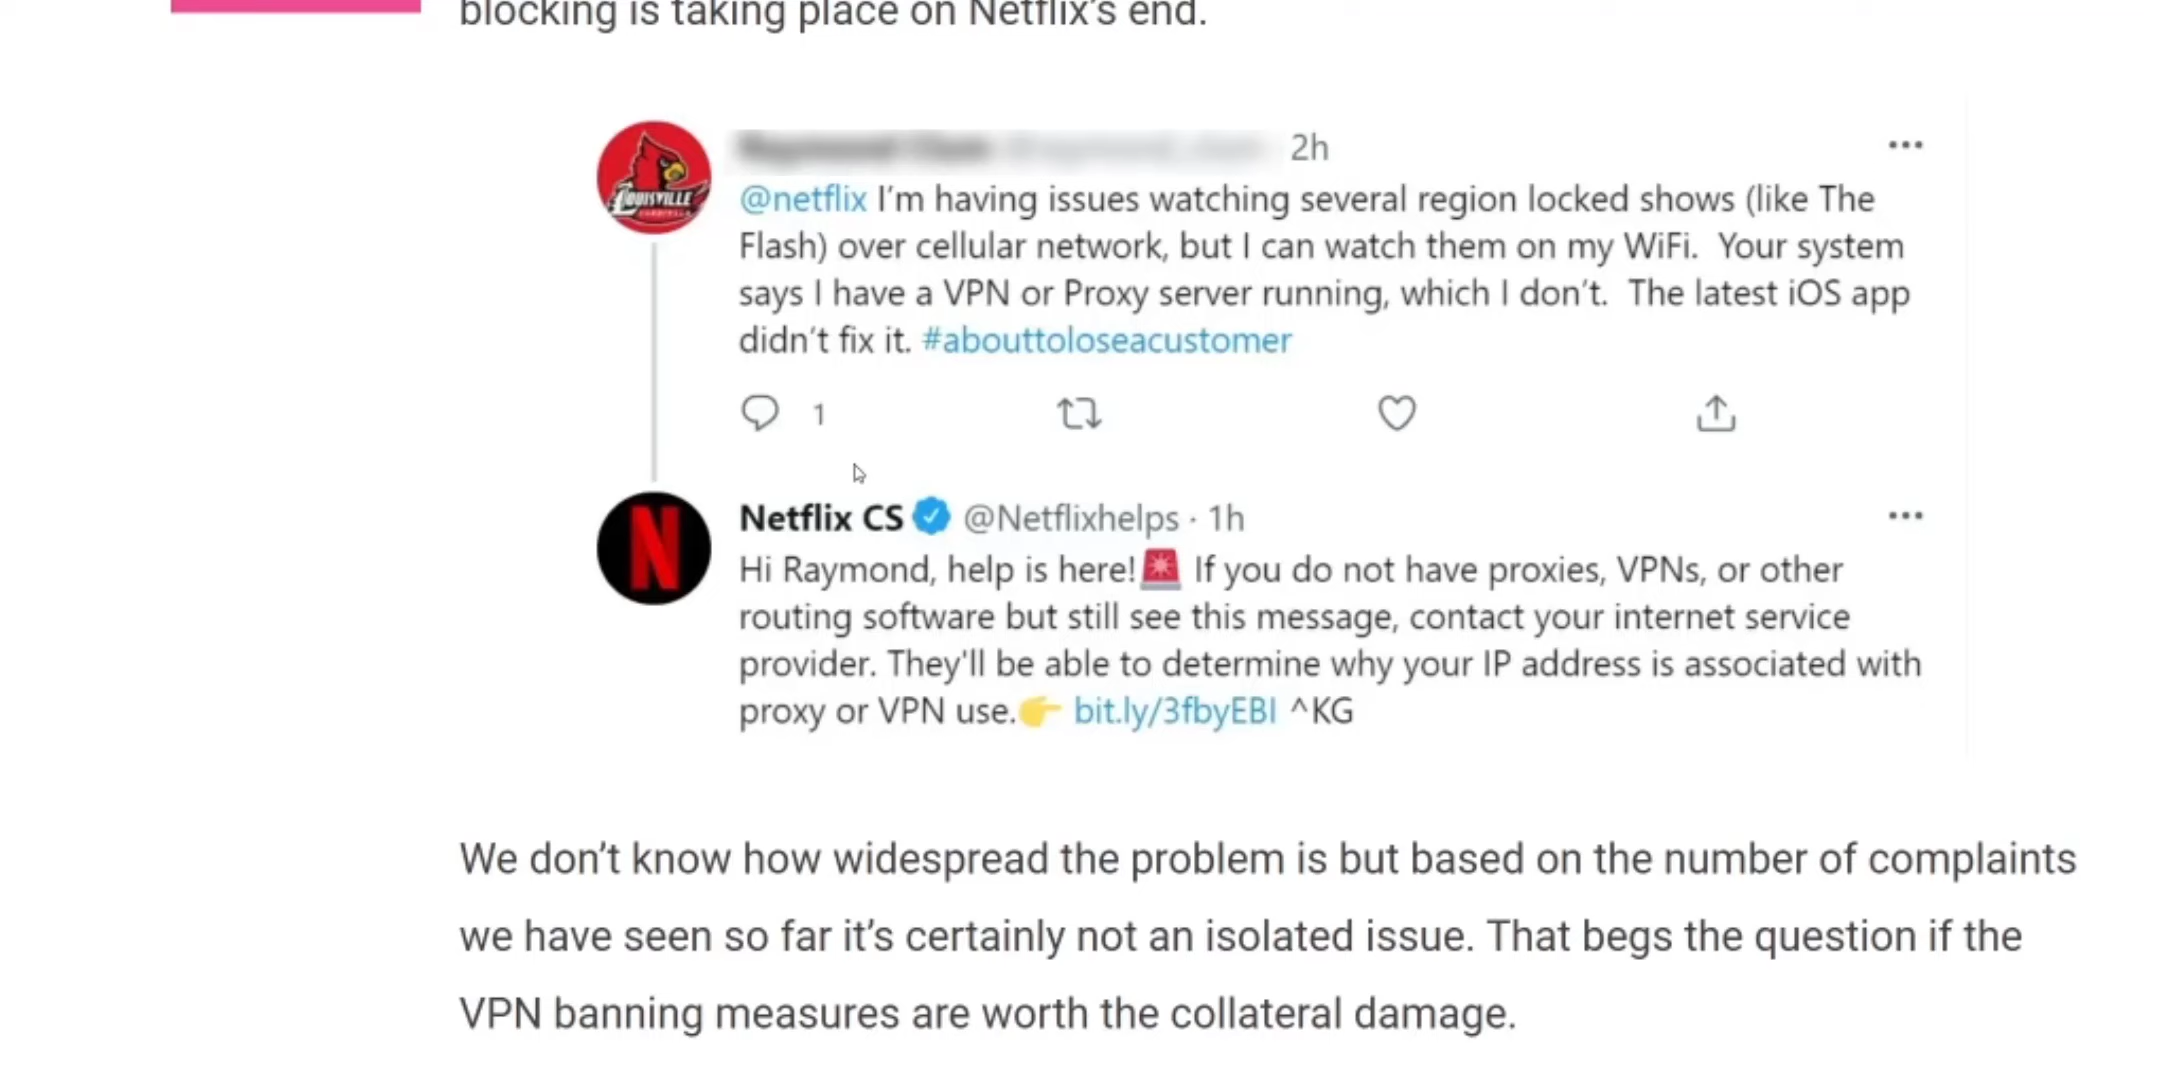 blocking is taking place on Netflix's end.
2h
@netflix I'm having issues watching several region locked shows (like The
Flash) over cellular network, but I can watch them on my WiFi.  Your system
says I have a VPN or Proxy server running, which I don't.  The latest iOS app
didn't fix it. #abouttoloseacustomer
1
Netflix CS @Netflixhelps · 1h
Hi Raymond, help is here!🚨 If you do not have proxies, VPNs, or other
routing software but still see this message, contact your internet service
provider. They'll be able to determine why your IP address is associated with
proxy or VPN use.👉 bit.ly/3fbyEBI ^KG
We don't know how widespread the problem is but based on the number of complaints
we have seen so far it's certainly not an isolated issue. That begs the question if the
VPN banning measures are worth the collateral damage.
LOUISVILLE
N